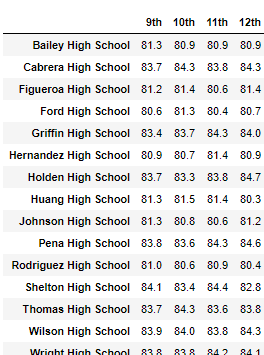 9th 10th 11th 12th
Bailey High School 81.3 80.9 80.9 80.9
Cabrera High School 83.7 84.3 83.8 84.3
Figueroa High School 81.2 81.4 80.6 81.4
Ford High School 80.6 81.3 80.4 80.7
Griffin High School 83.4 83.7 84.3 84.0
Hernandez High School 80.9 80.7 81.4 80.9
Holden High School 83.7 83.3 83.8 84.7
Huang High School 81.3 81.5 81.4 80.3
Johnson High School 81.3 80.8 80.6 81.2
Pena High School 83.8 83.6 84.3 84.6
Rodriguez High School 81.0 80.6 80.9 80.4
Shelton High School 84.1 83.4 84.4 82.8
Thomas High School 83.7 84.3 83.6 83.8
Wilson High School 83.9 84.0 83.8 84.3
Wright High School 83.8 83.8 84.2 84.1